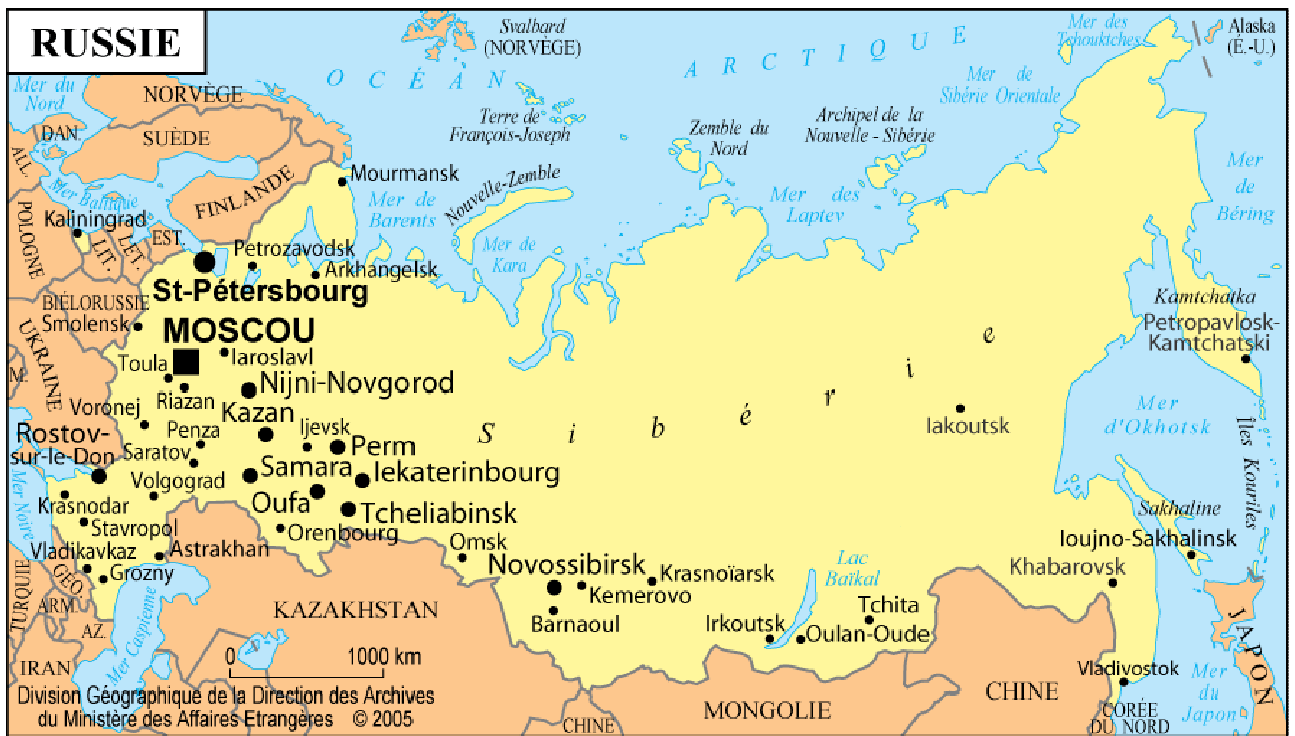 RUSSIE
Svalbard
(NORVÈGE)
Mer des
Tchouktches
Alaska
(É.-U.)
OCÉAN ARCTIQUE
Mer du
Nord
NORVÈGE
Mer de
Sibérie Orientale
Terre de
François-Joseph
Archipel de la
Nouvelle - Sibérie
Zemble du
Nord
DAN.
SUÈDE
ALL.
Mer Baltique
FINLANDE
Mourmansk
Mer de
Barents
Nouvelle-Zemble
Mer des
Laptev
Mer
de
Béring
POLOGNE
Kaliningrad
LIT.
LET.
EST.
Petrozavodsk
Arkhangelsk
Mer de
Kara
St-Pétersbourg
BIÉLORUSSIE
Smolensk
MOSCOU
Kamtchatka
Petropavlosk-
Kamtchatski
UKRAINE
M.
Toula
Iaroslavl
Riazan
Nijni-Novgorod
Voronej
Kazan
Penza
Ijevsk
Perm
Sibérie
Iakoutsk
Mer
d'Okhotsk
Îles Kouriles
Rostov-
sur-le-Don
Saratov
Samara
Iekaterinbourg
Volgograd
Oufa
Tcheliabinsk
Mer Noire
Krasnodar
Stavropol
Orenbourg
Sakhaline
Ioujno-Sakhalinsk
Vladikavkaz
Astrakhan
Grozny
Omsk
Novossibirsk
Krasnoïarsk
Kemerovo
Barnaoul
Lac
Baïkal
Tchita
Irkoutsk
Oulan-Oude
Khabarovsk
TURQUIE
GEO.
ARM.
AZ.
IRAN
Mer Caspienne
KAZAKHSTAN
Vladivostok
JAPON
Mer
du
Japon
CHINE
MONGOLIE
CHINE
CORÉE
DU NORD
0 1000 km
Division Géographique de la Direction des Archives
du Ministère des Affaires Etrangères © 2005